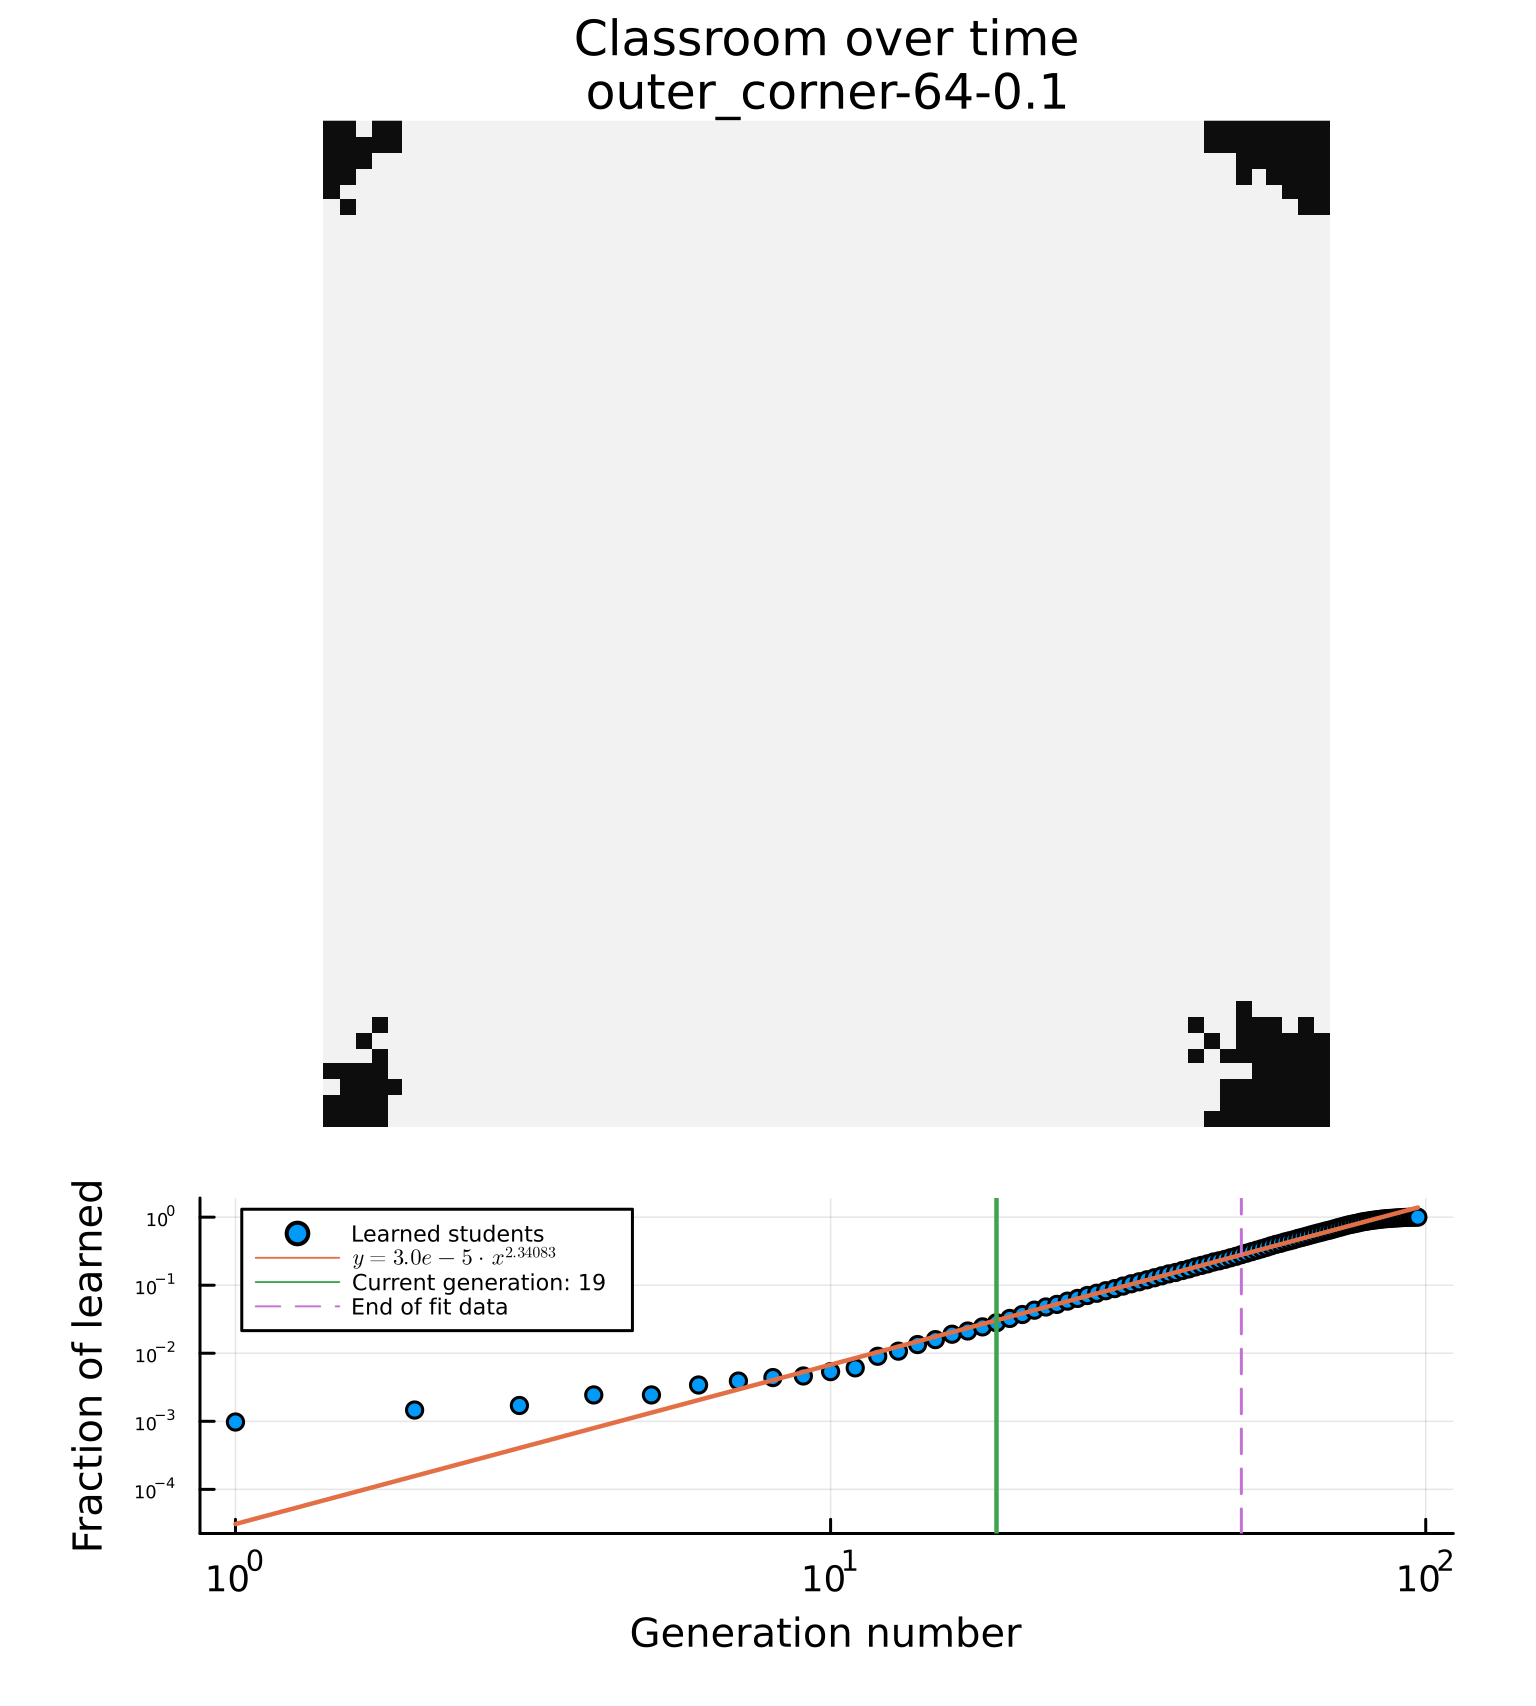 Classroom over time
outer_corner-64-0.1
Fraction of learned
10^0
10^-1
10^-2
10^-3
10^-4
Learned students
y = 3.0e − 5 · x^2.34083
Current generation: 19
End of fit data
10^0 10^1 10^2
Generation number